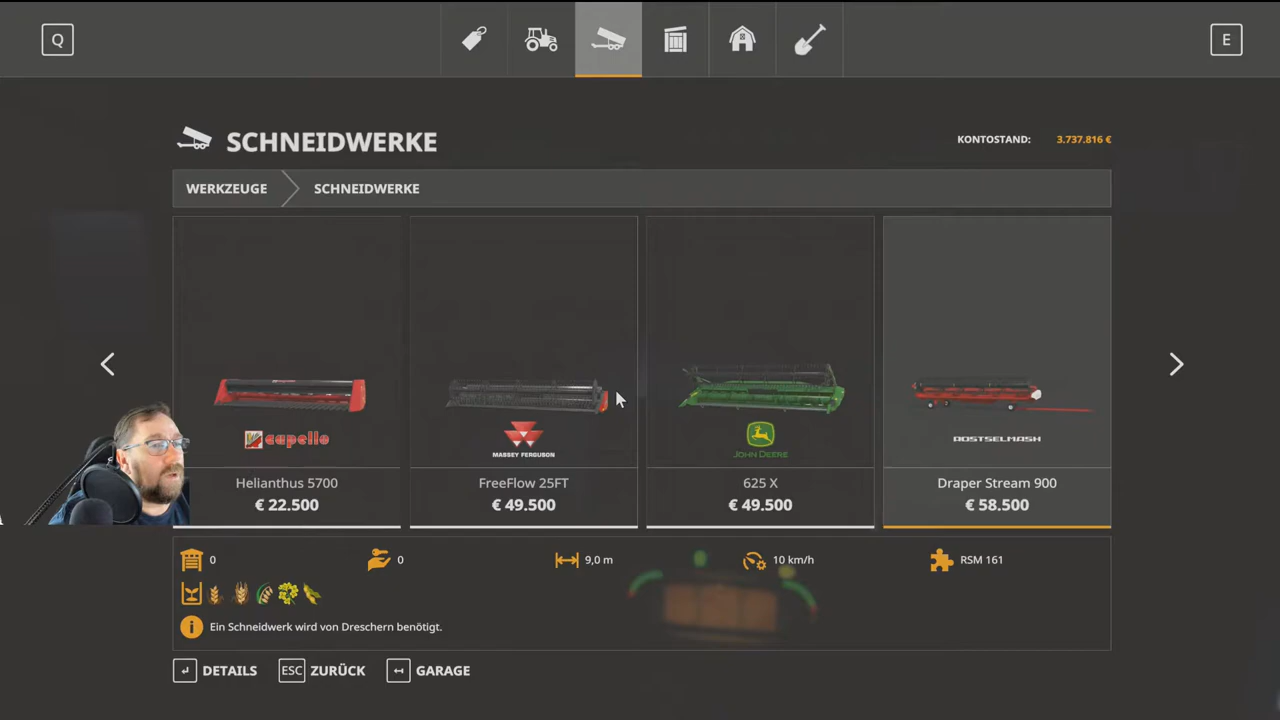 Q
E
SCHNEIDWERKE
KONTOSTAND: 3.737.816 €
WERKZEUGE SCHNEIDWERKE
capello
MASSEY FERGUSON
JOHN DEERE
ROSTSELMASH
Helianthus 5700
€ 22.500
FreeFlow 25FT
€ 49.500
625 X
€ 49.500
Draper Stream 900
€ 58.500
0
0
9,0 m
10 km/h
RSM 161
Ein Schneidwerk wird von Dreschern benötigt.
DETAILS
ESC ZURÜCK
GARAGE